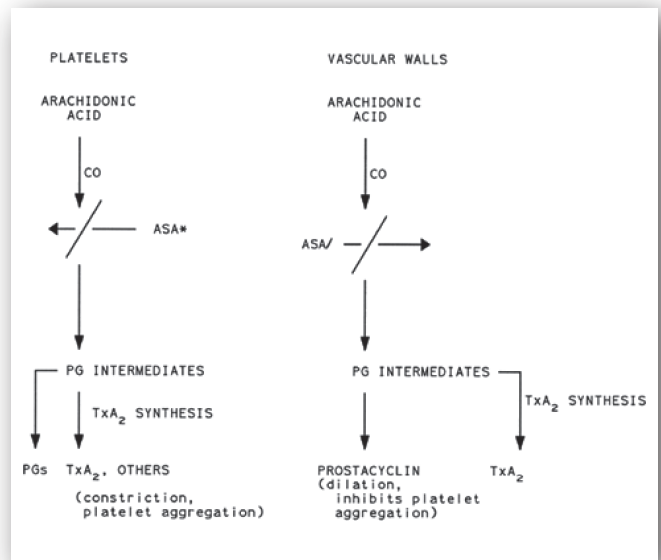 PLATELETS
ARACHIDONIC
ACID
CO
ASA*
PG INTERMEDIATES
TxA₂ SYNTHESIS
PGs TxA₂, OTHERS
(constriction,
platelet aggregation)
VASCULAR WALLS
ARACHIDONIC
ACID
CO
ASA/
PG INTERMEDIATES
TxA₂ SYNTHESIS
PROSTACYCLIN
(dilation,
inhibits platelet
aggregation)
TxA₂